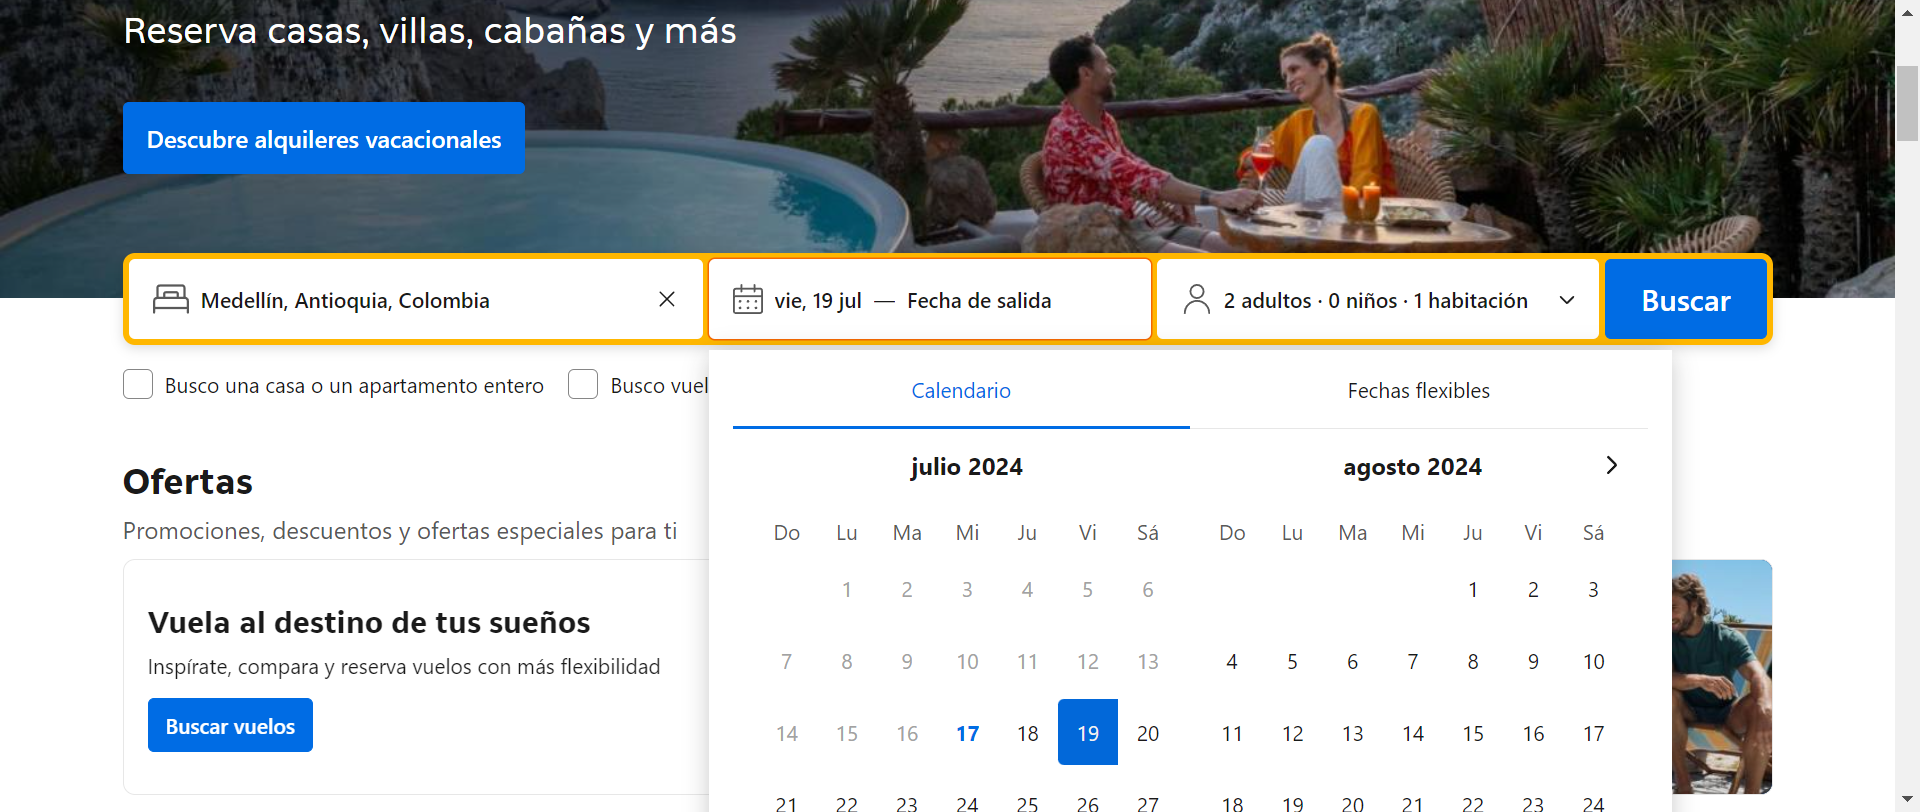 Reserva casas, villas, cabañas y más
Descubre alquileres vacacionales
Medellín, Antioquia, Colombia
vie, 19 jul — Fecha de salida
2 adultos · 0 niños · 1 habitación
Buscar
Busco una casa o un apartamento entero
Busco vuel
Calendario
Fechas flexibles
julio 2024
Do Lu Ma Mi Ju Vi Sá
1 2 3 4 5 6
7 8 9 10 11 12 13
14 15 16 17 18 19 20
21 22 23 24 25 26 27
agosto 2024
Do Lu Ma Mi Ju Vi Sá
1 2 3
4 5 6 7 8 9 10
11 12 13 14 15 16 17
18 19 20 21 22 23 24
Ofertas
Promociones, descuentos y ofertas especiales para ti
Vuela al destino de tus sueños
Inspírate, compara y reserva vuelos con más flexibilidad
Buscar vuelos